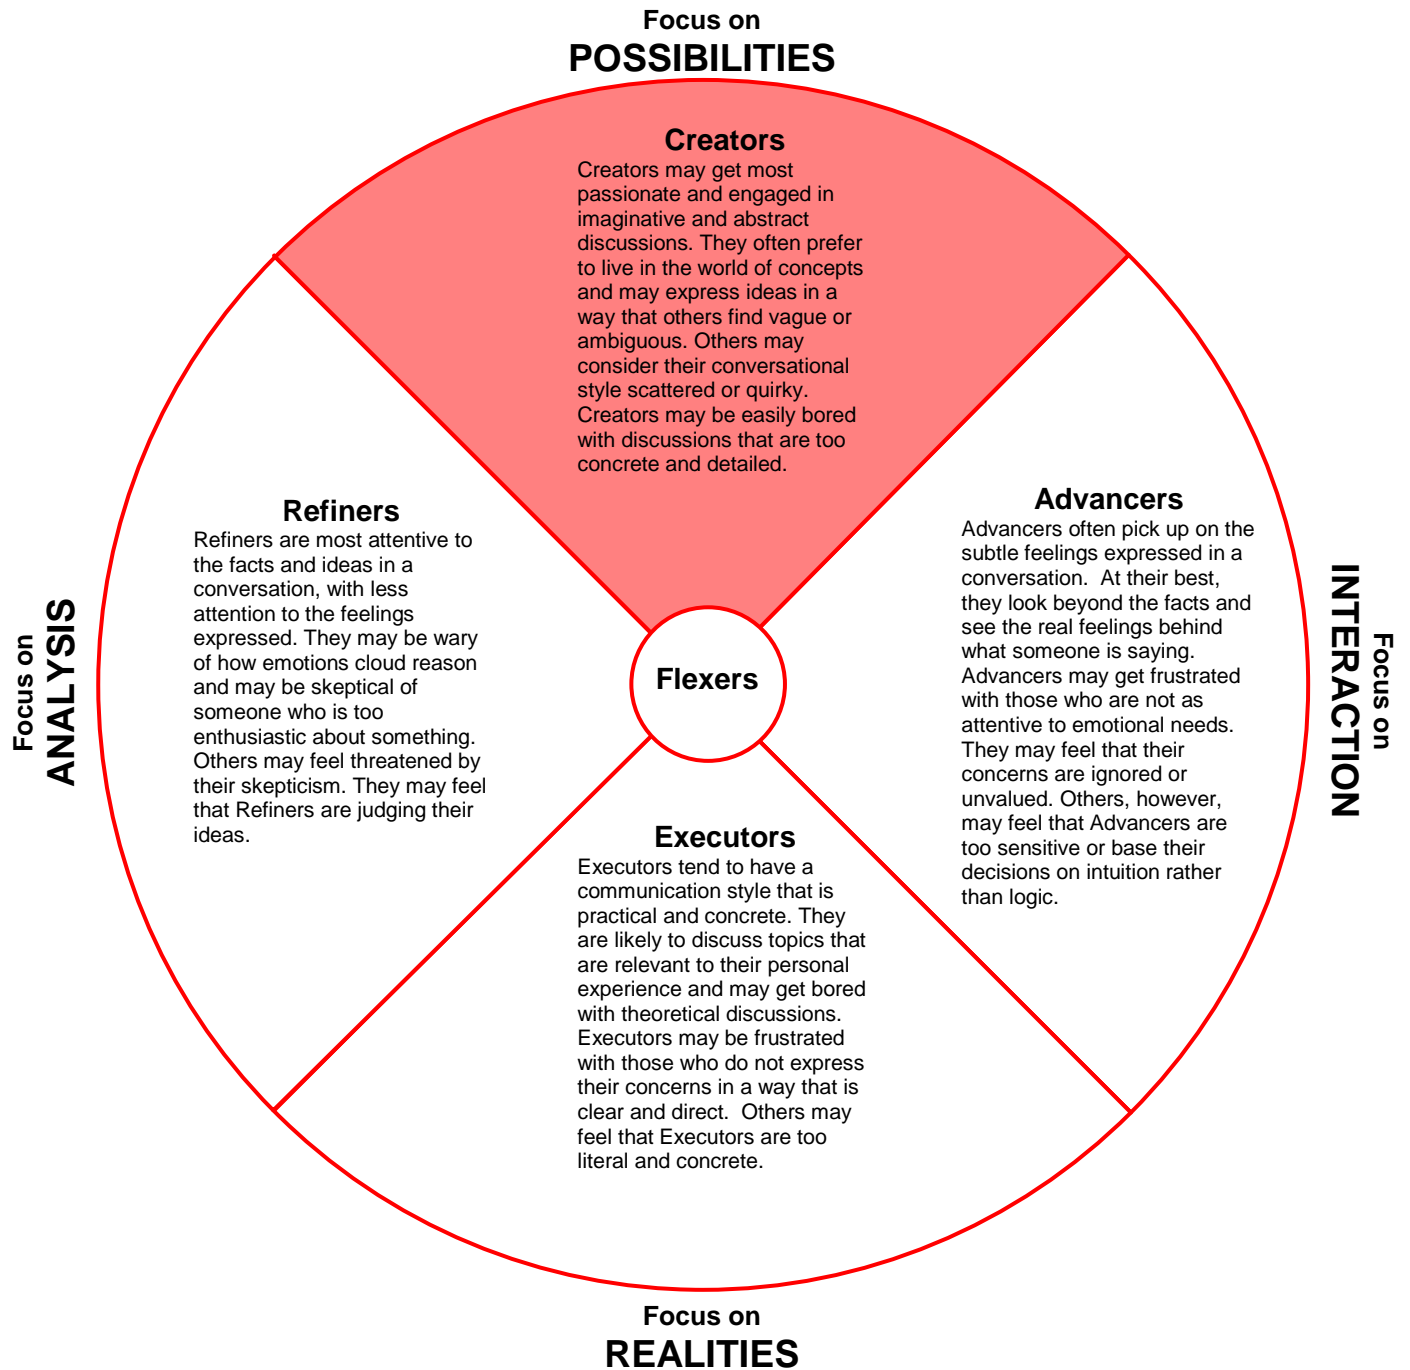 Focus on
POSSIBILITIES
Creators
Creators may get most
passionate and engaged in
imaginative and abstract
discussions. They often prefer
to live in the world of concepts
and may express ideas in a
way that others find vague or
ambiguous. Others may
consider their conversational
style scattered or quirky.
Creators may be easily bored
with discussions that are too
concrete and detailed.
Focus on
ANALYSIS
Refiners
Refiners are most attentive to
the facts and ideas in a
conversation, with less
attention to the feelings
expressed. They may be wary
of how emotions cloud reason
and may be skeptical of
someone who is too
enthusiastic about something.
Others may feel threatened by
their skepticism. They may feel
that Refiners are judging their
ideas.
Flexers
Advancers
Advancers often pick up on the
subtle feelings expressed in a
conversation.  At their best,
they look beyond the facts and
see the real feelings behind
what someone is saying.
Advancers may get frustrated
with those who are not as
attentive to emotional needs.
They may feel that their
concerns are ignored or
unvalued. Others, however,
may feel that Advancers are
too sensitive or base their
decisions on intuition rather
than logic.
Focus on
INTERACTION
Executors
Executors tend to have a
communication style that is
practical and concrete. They
are likely to discuss topics that
are relevant to their personal
experience and may get bored
with theoretical discussions.
Executors may be frustrated
with those who do not express
their concerns in a way that is
clear and direct.  Others may
feel that Executors are too
literal and concrete.
Focus on
REALITIES